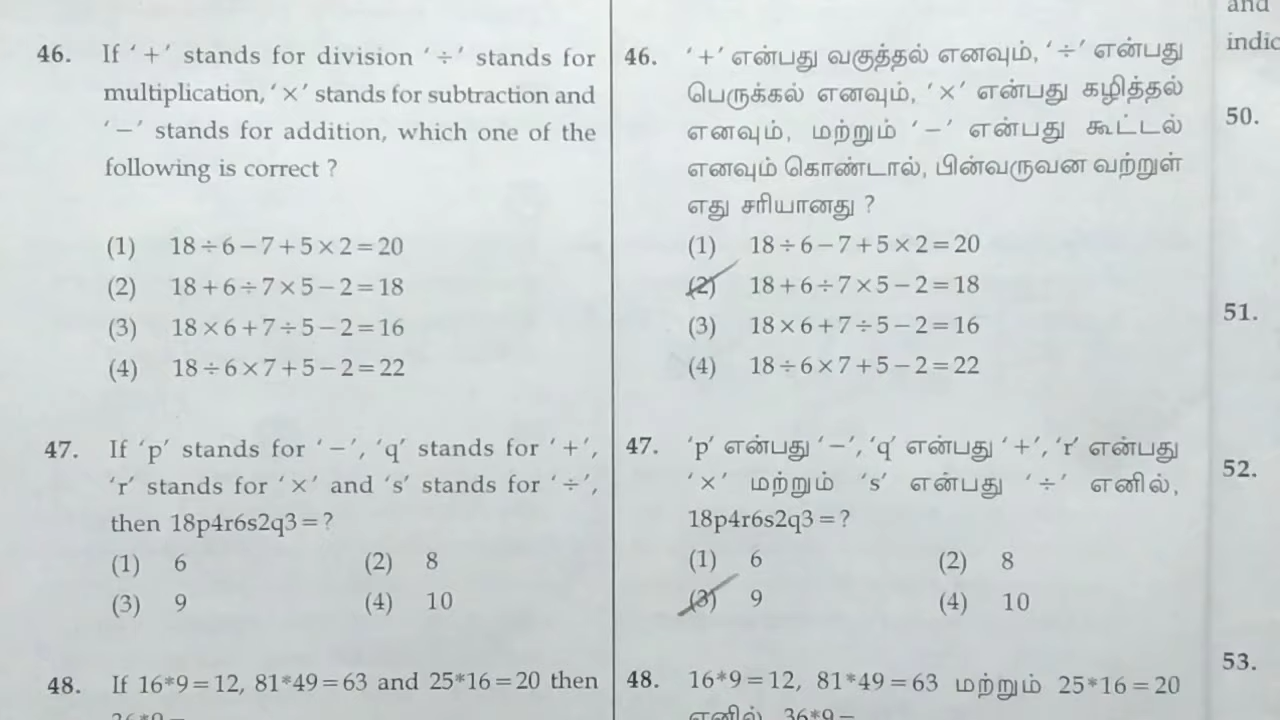 46. If '+' stands for division '÷' stands for
multiplication, '×' stands for subtraction and
'−' stands for addition, which one of the
following is correct ?
(1) 18÷6−7+5×2=20
(2) 18+6÷7×5−2=18
(3) 18×6+7÷5−2=16
(4) 18÷6×7+5−2=22
47. If 'p' stands for '−', 'q' stands for '+',
'r' stands for '×' and 's' stands for '÷',
then 18p4r6s2q3=?
(1) 6 (2) 8
(3) 9 (4) 10
48. If 16*9=12, 81*49=63 and 25*16=20 then
46. '+' என்பது வகுத்தல் எனவும், '÷' என்பது
பெருக்கல் எனவும், '×' என்பது கழித்தல்
எனவும், மற்றும் '−' என்பது கூட்டல்
எனவும் கொண்டால், பின்வருவன வற்றுள்
எது சரியானது ?
(1) 18÷6−7+5×2=20
(2) 18+6÷7×5−2=18
(3) 18×6+7÷5−2=16
(4) 18÷6×7+5−2=22
47. 'p' என்பது '−', 'q' என்பது '+', 'r' என்பது
'×' மற்றும் 's' என்பது '÷' எனில்,
18p4r6s2q3=?
(1) 6 (2) 8
(3) 9 (4) 10
48. 16*9=12, 81*49=63 மற்றும் 25*16=20
எனில் 36*9=
and
indic
50.
51.
52.
53.